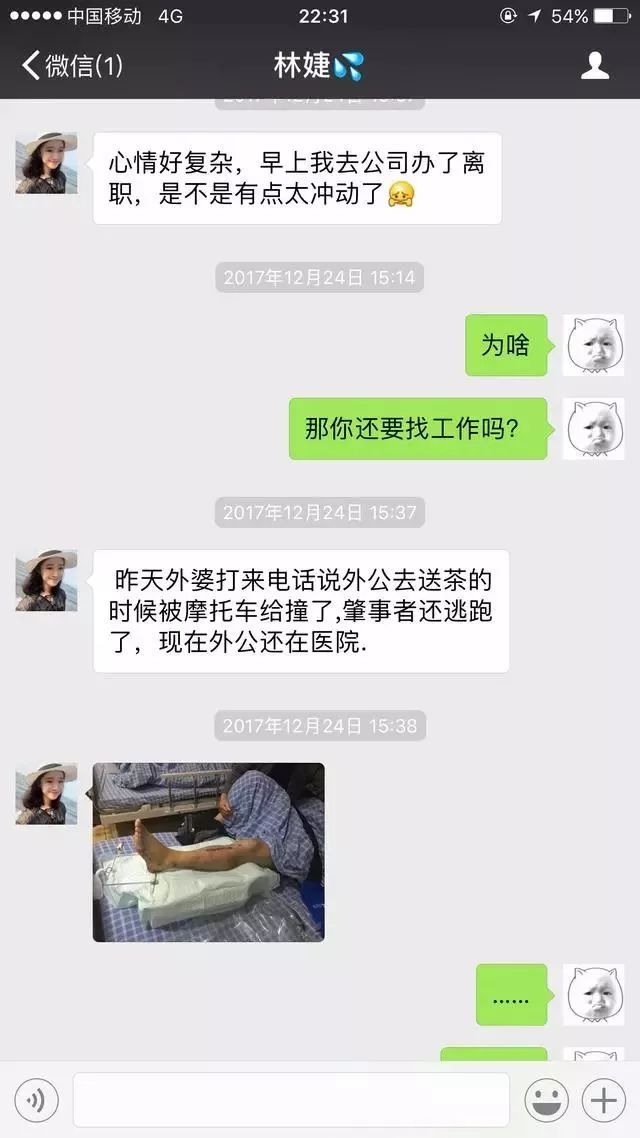 中国移动 4G 22:31 54%
微信(1) 林婕💦
心情好复杂，早上我去公司办了离
职，是不是有点太冲动了
2017年12月24日 15:14
为啥
那你还要找工作吗？
2017年12月24日 15:37
昨天外婆打来电话说外公去送茶的
时候被摩托车给撞了,肇事者还逃跑
了，现在外公还在医院.
2017年12月24日 15:38
......